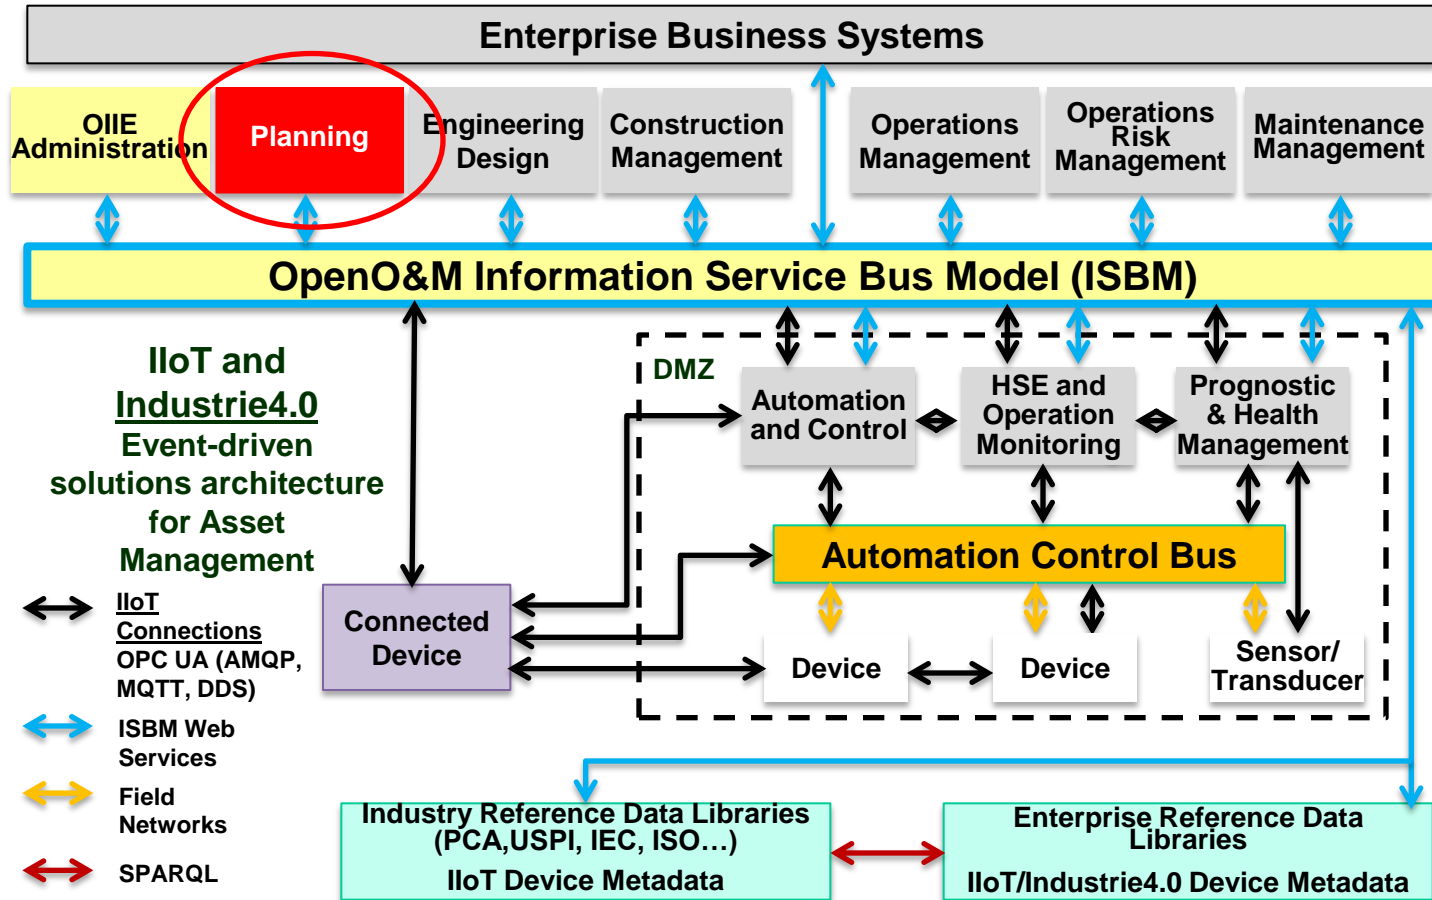 Enterprise Business Systems
OIIE
Administration
Planning
Engineering
Design
Construction
Management
Operations
Management
Operations
Risk
Management
Maintenance
Management
OpenO&M Information Service Bus Model (ISBM)
IIoT and
Industrie4.0
Event-driven
solutions architecture
for Asset
Management
DMZ
Automation
and Control
HSE and
Operation
Monitoring
Prognostic
& Health
Management
Automation Control Bus
Connected
Device
Device
Device
Sensor/
Transducer
IIoT
Connections
OPC UA (AMQP,
MQTT, DDS)
ISBM Web
Services
Field
Networks
SPARQL
Industry Reference Data Libraries
(PCA,USPI, IEC, ISO…)
IIoT Device Metadata
Enterprise Reference Data
Libraries
IIoT/Industrie4.0 Device Metadata